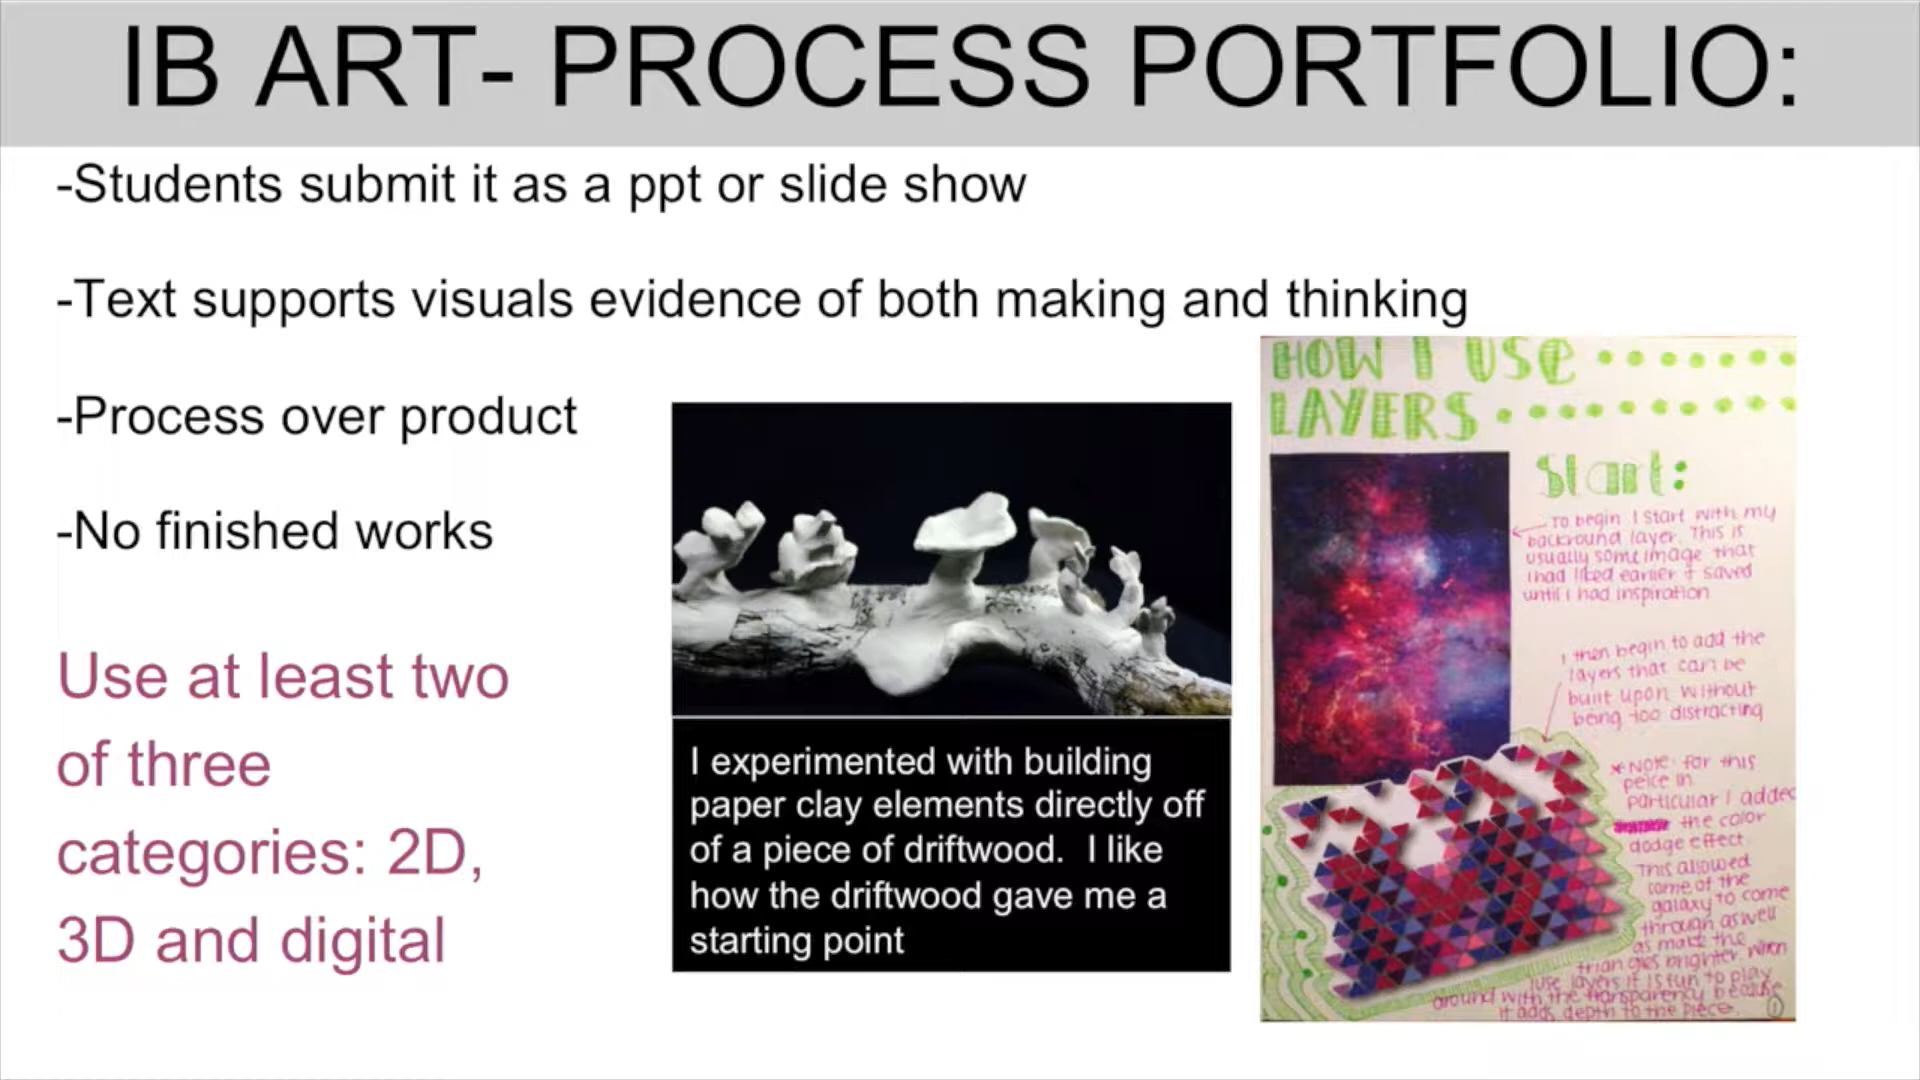 IB ART- PROCESS PORTFOLIO:
-Students submit it as a ppt or slide show
-Text supports visuals evidence of both making and thinking
-Process over product
-No finished works
Use at least two
of three
categories: 2D,
3D and digital
I experimented with building
paper clay elements directly off
of a piece of driftwood.  I like
how the driftwood gave me a
starting point
HOW I USE
LAYERS
Start:
To begin I start with my
backround layer. This is
usually some image that
I had liked earlier + saved
until I had inspiration
I then begin to add the
layers that can be
built upon without
being too distracting
*Note: for this
peice in
particular I added
the color
dodge effect.
This allowed
some of the
galaxy to come
through aswell
as make the
triangles brighter. When
I use layers it is fun to play
around with the transparency because
it adds depth to the piece.
1